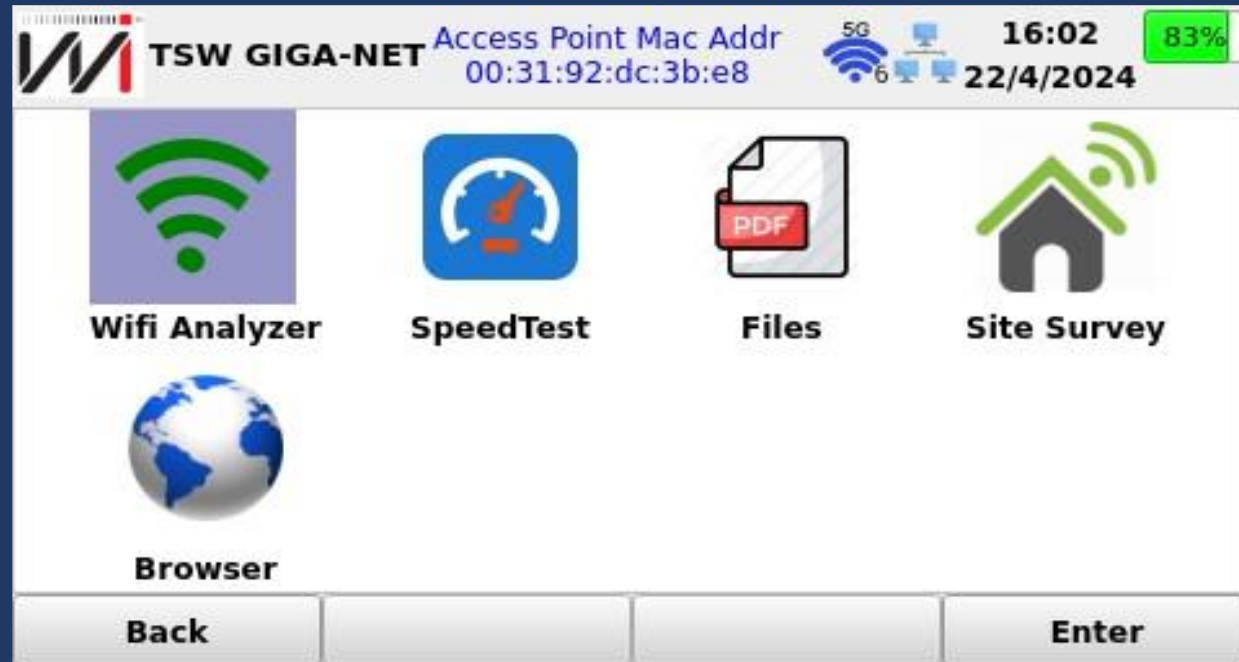 TSW GIGA-NET
Access Point Mac Addr
00:31:92:dc:3b:e8
5G
6
16:02
22/4/2024
83%
PDF
Wifi Analyzer
SpeedTest
Files
Site Survey
Browser
Back
Enter